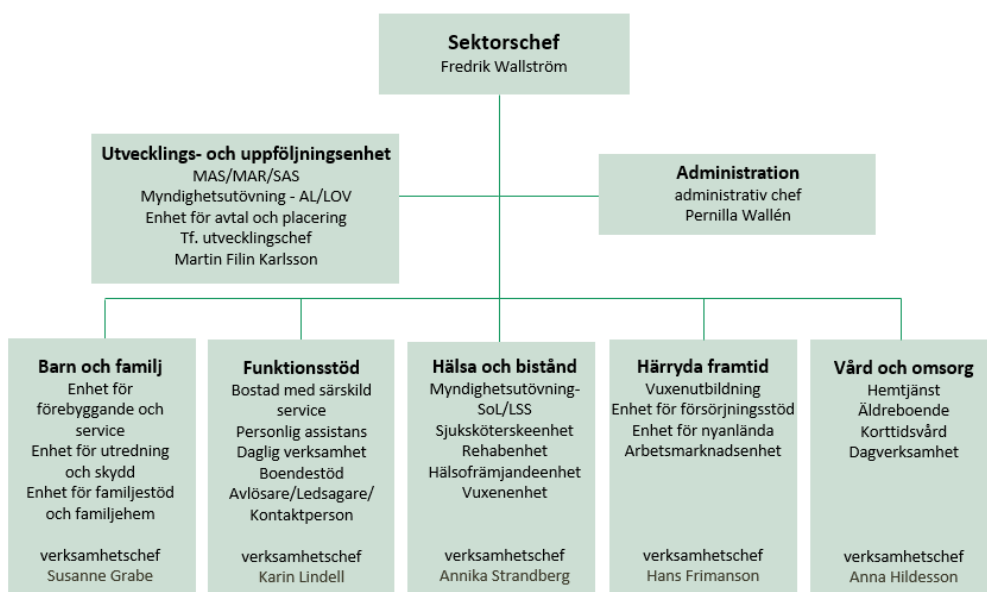 Sektorschef
Fredrik Wallström
Utvecklings- och uppföljningsenhet
MAS/MAR/SAS
Myndighetsutövning - AL/LOV
Enhet för avtal och placering
Tf. utvecklingschef
Martin Filin Karlsson
Administration
administrativ chef
Pernilla Wallén
Barn och familj
Enhet för
förebyggande och
service
Enhet för utredning
och skydd
Enhet för familjestöd
och familjehem
verksamhetschef
Susanne Grabe
Funktionsstöd
Bostad med särskild
service
Personlig assistans
Daglig verksamhet
Boendestöd
Avlösare/Ledsagare/
Kontaktperson
verksamhetschef
Karin Lindell
Hälsa och bistånd
Myndighetsutövning-
SoL/LSS
Sjuksköterskeenhet
Rehabenhet
Hälsofrämjandeenhet
Vuxenenhet
verksamhetschef
Annika Strandberg
Härryda framtid
Vuxenutbildning
Enhet för försörjningsstöd
Enhet för nyanlända
Arbetsmarknadsenhet
verksamhetschef
Hans Frimanson
Vård och omsorg
Hemtjänst
Äldreboende
Korttidsvård
Dagverksamhet
verksamhetschef
Anna Hildesson